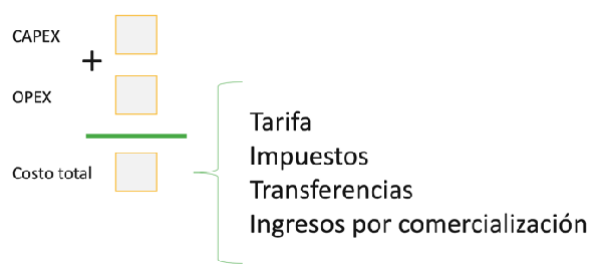 CAPEX
+
OPEX
Costo total
Tarifa
Impuestos
Transferencias
Ingresos por comercialización